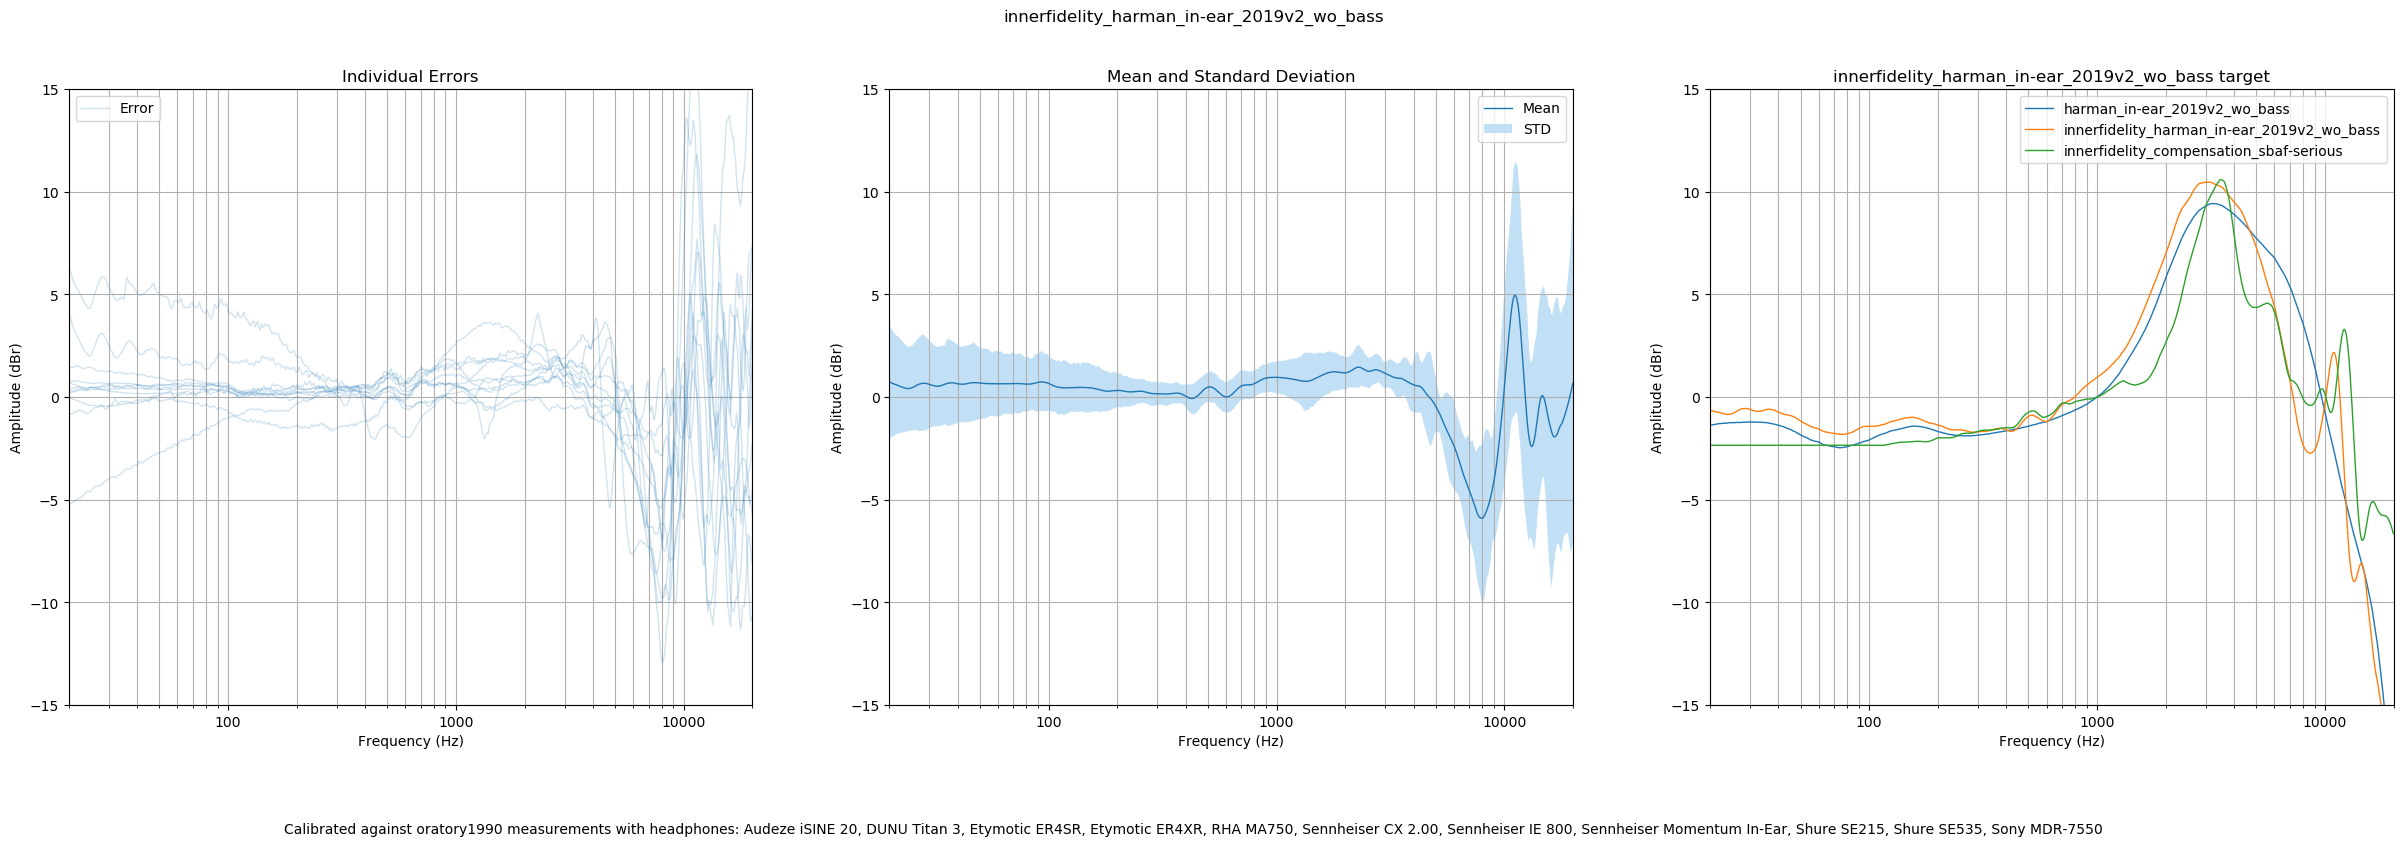 innerfidelity_harman_in-ear_2019v2_wo_bass
Individual Errors
Error
15
10
5
0
−5
−10
−15
100
1000
10000
Amplitude (dBr)
Frequency (Hz)
Mean and Standard Deviation
Mean
STD
15
10
5
0
−5
−10
−15
100
1000
10000
Amplitude (dBr)
Frequency (Hz)
innerfidelity_harman_in-ear_2019v2_wo_bass target
harman_in-ear_2019v2_wo_bass
innerfidelity_harman_in-ear_2019v2_wo_bass
innerfidelity_compensation_sbaf-serious
15
10
5
0
−5
−10
−15
100
1000
10000
Amplitude (dBr)
Frequency (Hz)
Calibrated against oratory1990 measurements with headphones: Audeze iSINE 20, DUNU Titan 3, Etymotic ER4SR, Etymotic ER4XR, RHA MA750, Sennheiser CX 2.00, Sennheiser IE 800, Sennheiser Momentum In-Ear, Shure SE215, Shure SE535, Sony MDR-7550